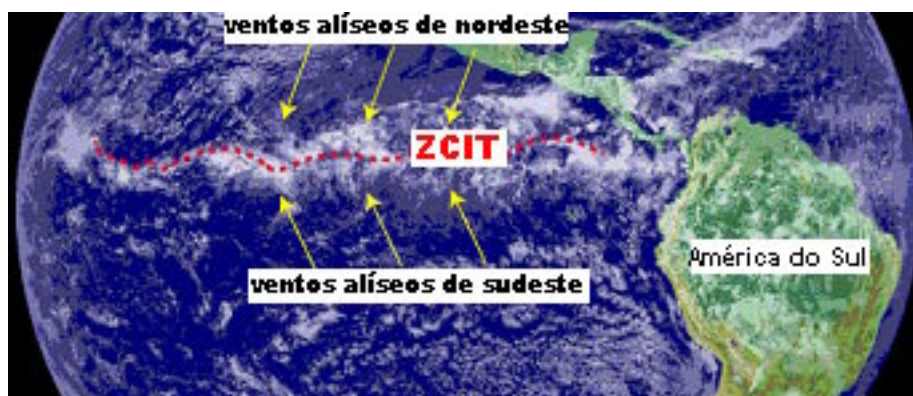 ventos alíseos de nordeste
ZCIT
América do Sul
ventos alíseos de sudeste